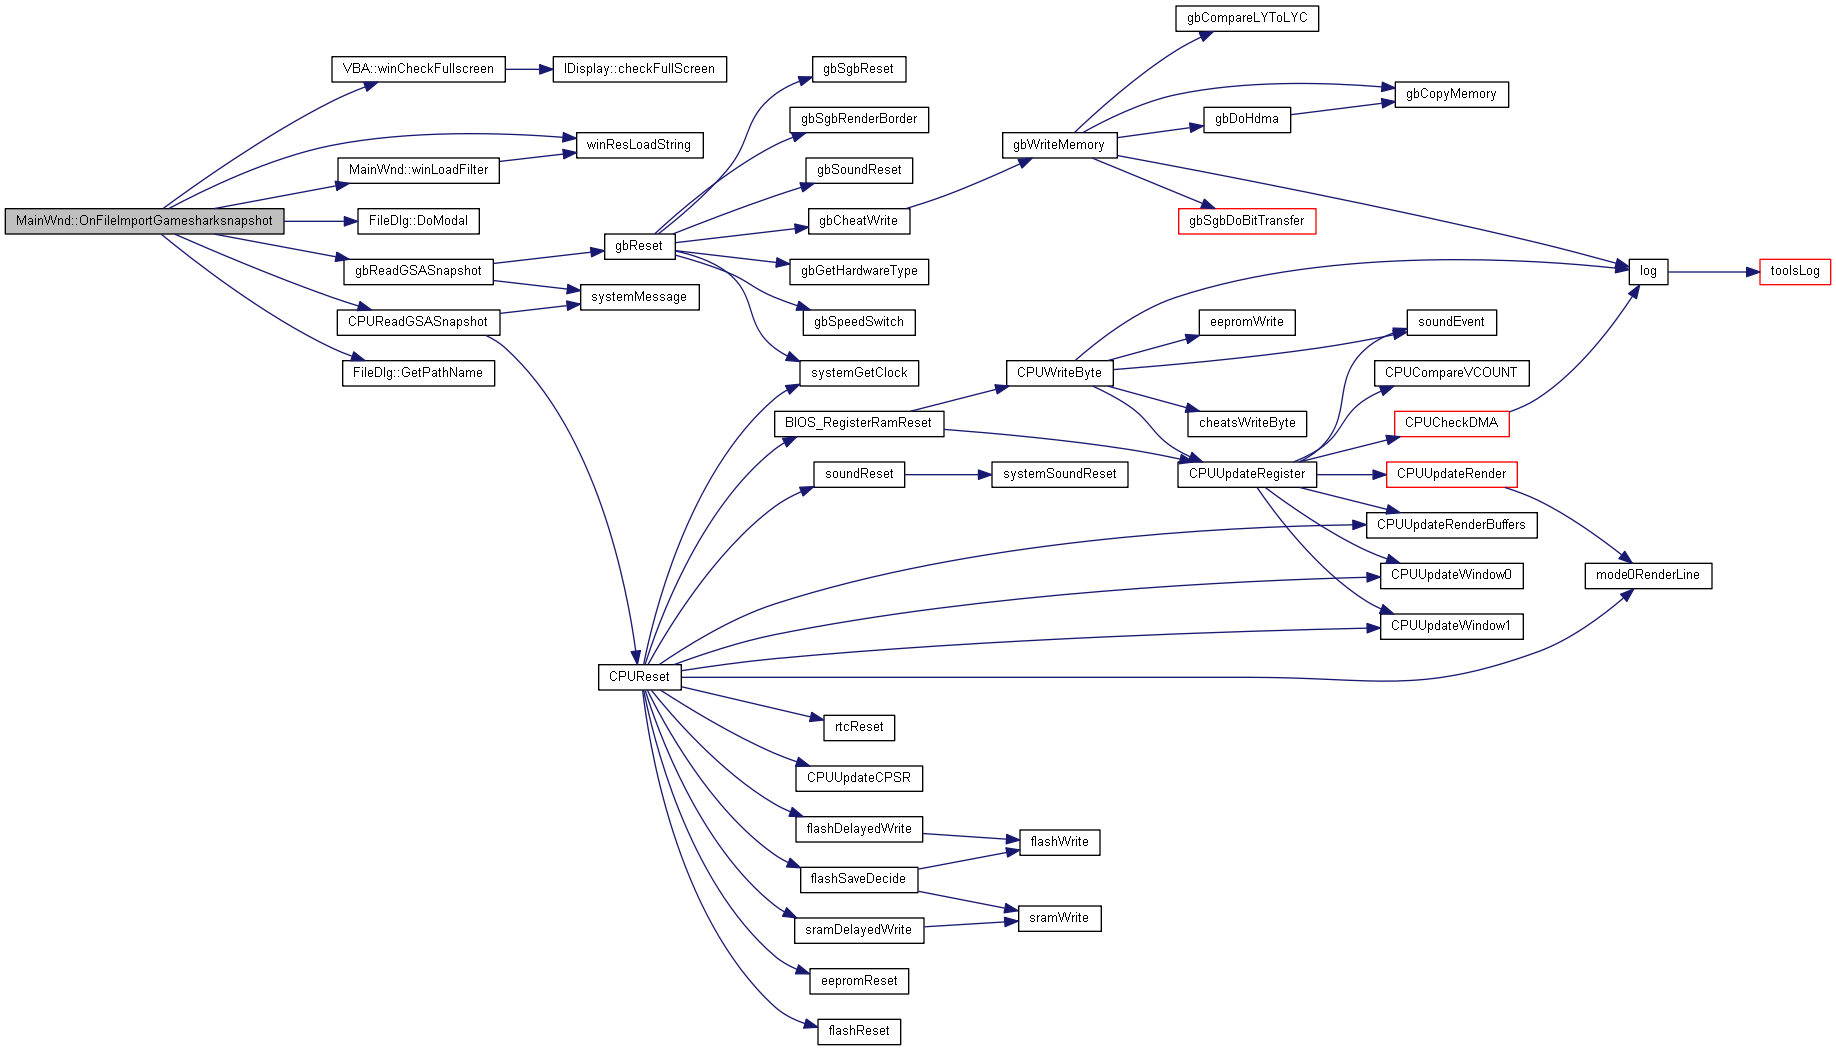 gbCompareLYToLYC
VBA::winCheckFullscreen
IDisplay::checkFullScreen
gbSgbReset
gbCopyMemory
gbSgbRenderBorder
gbDoHdma
winResLoadString
gbWriteMemory
MainWnd::winLoadFilter
gbSoundReset
MainWnd::OnFileImportGamesharksnapshot
FileDlg::DoModal
gbCheatWrite
gbSgbDoBitTransfer
gbReset
gbReadGSASnapshot
gbGetHardwareType
log
toolsLog
systemMessage
CPUReadGSASnapshot
gbSpeedSwitch
eepromWrite
soundEvent
FileDlg::GetPathName
systemGetClock
CPUWriteByte
CPUCompareVCOUNT
BIOS_RegisterRamReset
cheatsWriteByte
CPUCheckDMA
soundReset
systemSoundReset
CPUUpdateRegister
CPUUpdateRender
CPUUpdateRenderBuffers
CPUUpdateWindow0
mode0RenderLine
CPUUpdateWindow1
CPUReset
rtcReset
CPUUpdateCPSR
flashDelayedWrite
flashWrite
flashSaveDecide
sramWrite
sramDelayedWrite
eepromReset
flashReset